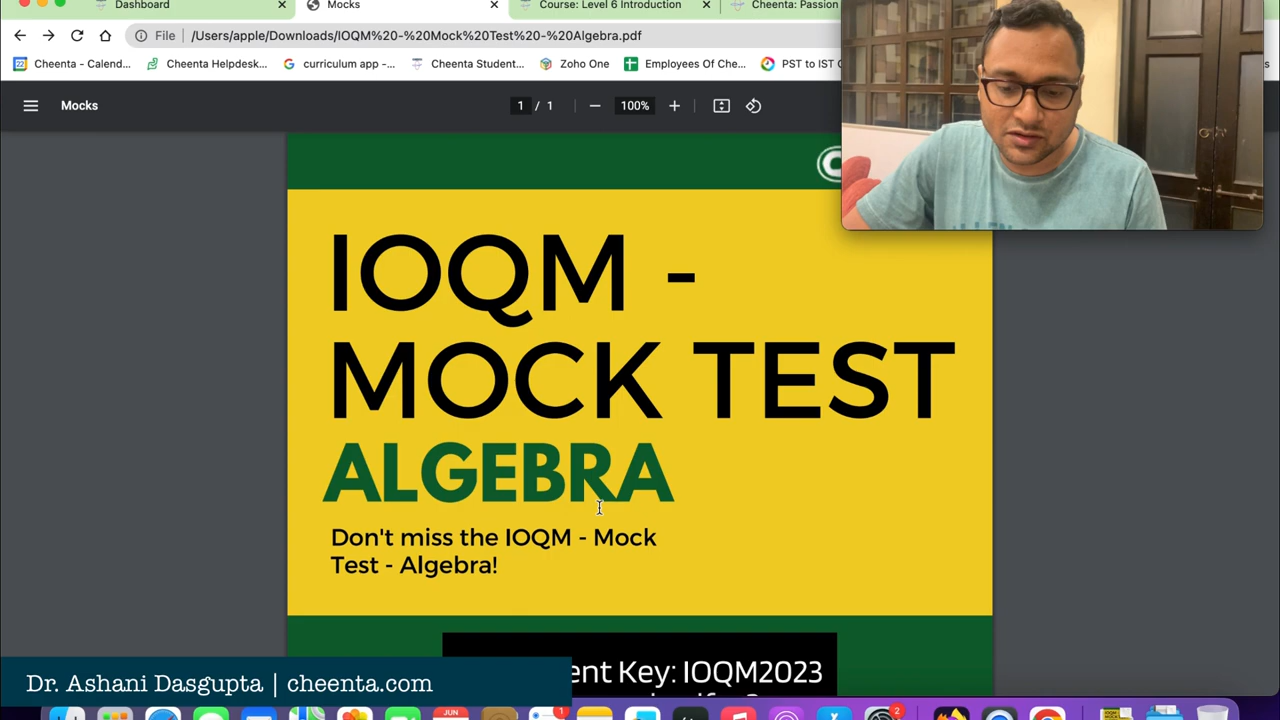 Dashboard
Mocks
Course: Level 6 Introduction
Cheenta: Passion
File
/Users/apple/Downloads/IOQM%20-%20Mock%20Test%20-%20Algebra.pdf
Cheenta - Calend...
Cheenta Helpdesk...
curriculum app -...
Cheenta Student...
Zoho One
Employees Of Che...
PST to IST
Mocks
1 / 1
100%
IOQM -
MOCK TEST
ALGEBRA
Don't miss the IOQM - Mock
Test - Algebra!
Key: IOQM2023
Dr. Ashani Dasgupta | cheenta.com
JUN
1
2